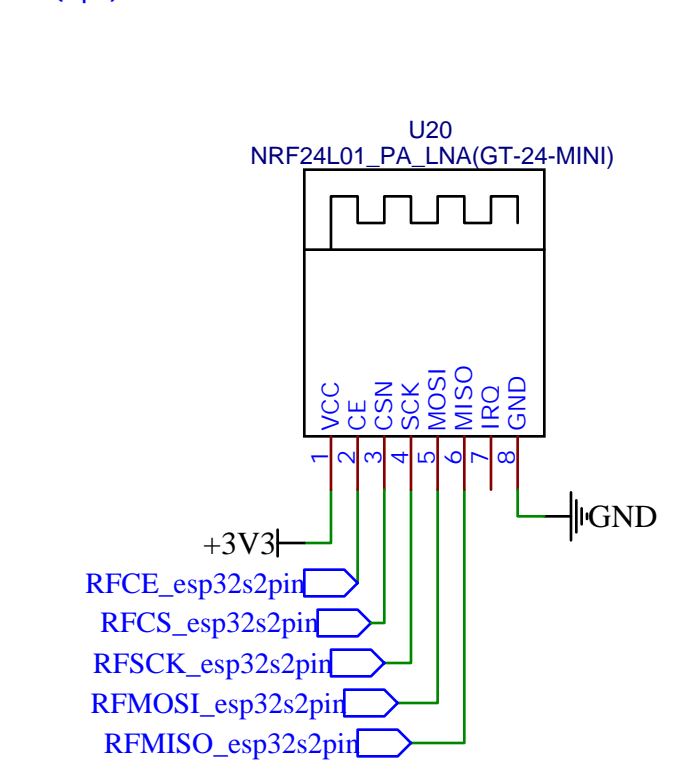 U20
NRF24L01_PA_LNA(GT-24-MINI)
VCC
CE
CSN
SCK
MOSI
MISO
IRQ
GND
1
2
3
4
5
6
7
8
GND
+3V3
RFCE_esp32s2pin
RFCS_esp32s2pin
RFSCK_esp32s2pin
RFMOSI_esp32s2pin
RFMISO_esp32s2pin